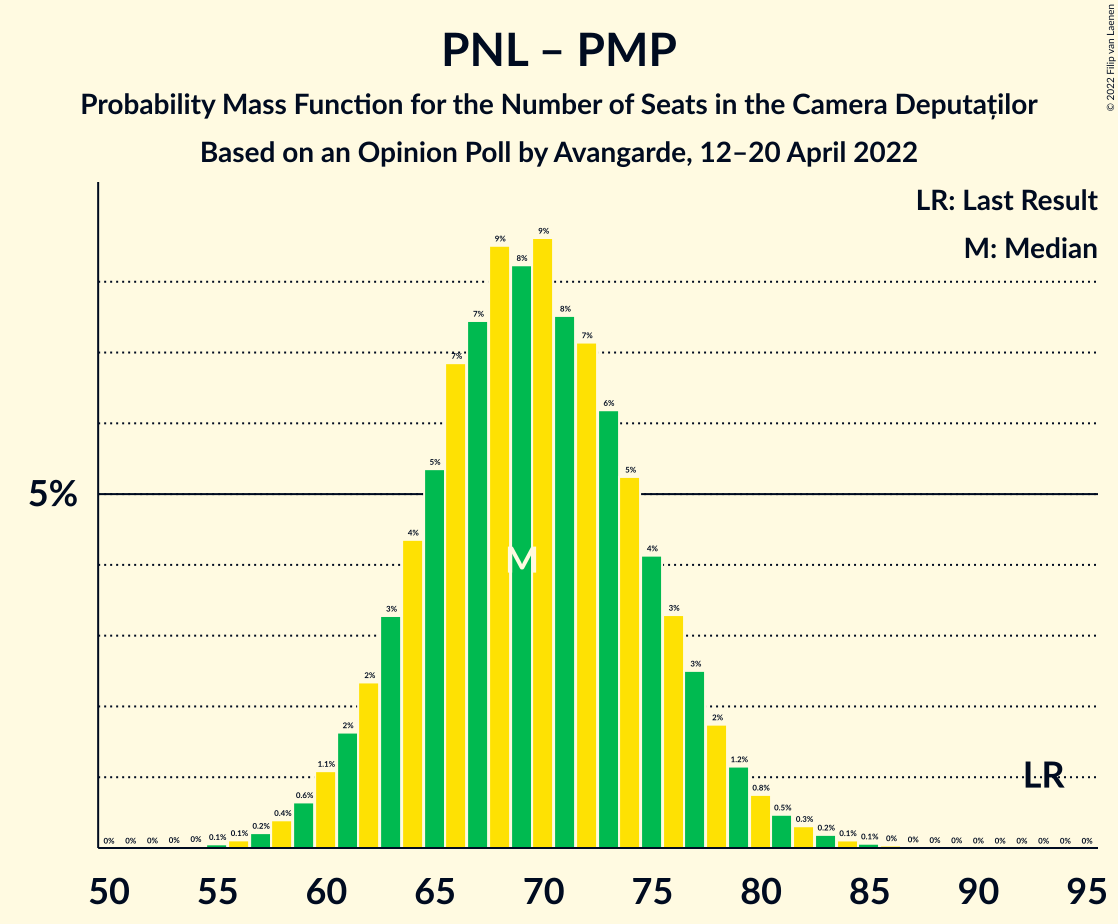 PNL – PMP
Probability Mass Function for the Number of Seats in the Camera Deputaților
Based on an Opinion Poll by Avangarde, 12–20 April 2022
© 2022 Filip van Laenen
LR: Last Result
M: Median
5%
0% 0% 0% 0% 0% 0.1% 0.1% 0.2% 0.4% 0.6% 1.1% 2% 2% 3% 4% 5% 7% 7% 9% 8% 9% 8% 7% 6% 5% 4% 3% 3% 2% 1.2% 0.8% 0.5% 0.3% 0.2% 0.1% 0.1% 0% 0% 0% 0% 0% 0% 0% 0% 0% 0%
M
LR
50 55 60 65 70 75 80 85 90 95